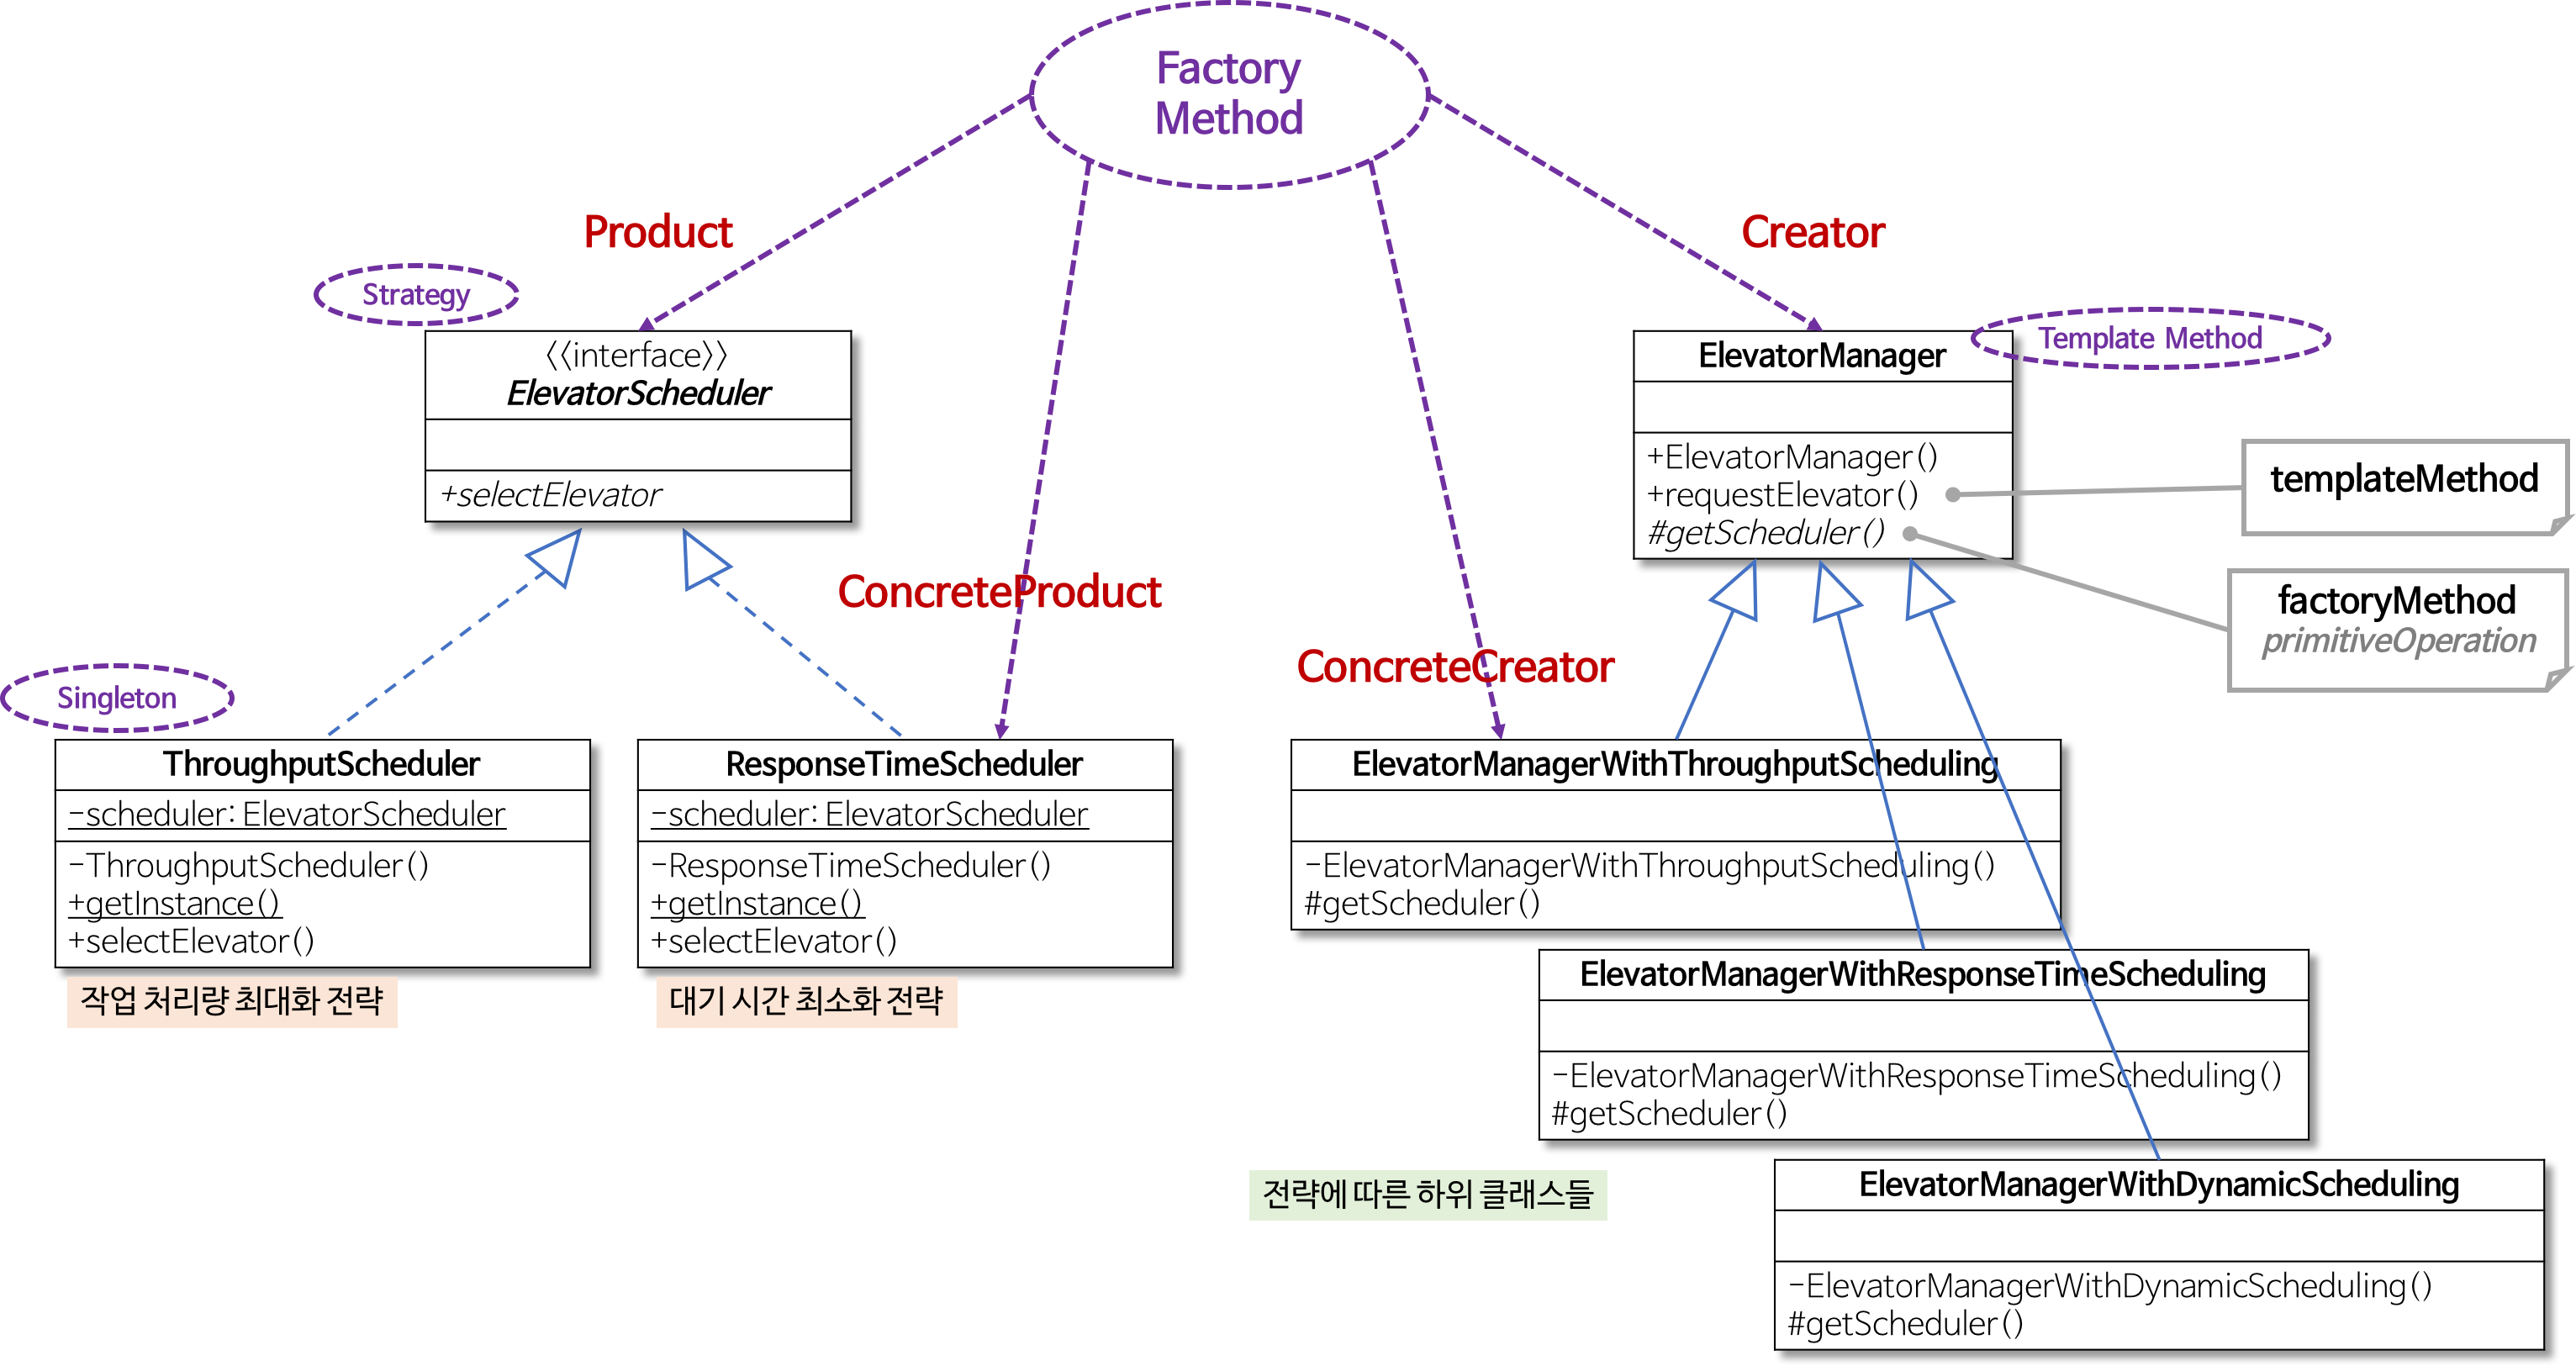 Factory
Method
Product
Creator
Strategy
<<interface>>
ElevatorScheduler
+selectElevator
Template Method
ElevatorManager
+ElevatorManager()
+requestElevator()
#getScheduler()
templateMethod
factoryMethod
primitiveOperation
ConcreteProduct
ConcreteCreator
Singleton
ThroughputScheduler
-scheduler: ElevatorScheduler
-ThroughputScheduler()
+getInstance()
+selectElevator()
작업 처리량 최대화 전략
ResponseTimeScheduler
-scheduler: ElevatorScheduler
-ResponseTimeScheduler()
+getInstance()
+selectElevator()
대기 시간 최소화 전략
ElevatorManagerWithThroughputScheduling
-ElevatorManagerWithThroughputScheduling()
#getScheduler()
ElevatorManagerWithResponseTimeScheduling
-ElevatorManagerWithResponseTimeScheduling()
#getScheduler()
전략에 따른 하위 클래스들
ElevatorManagerWithDynamicScheduling
-ElevatorManagerWithDynamicScheduling()
#getScheduler()